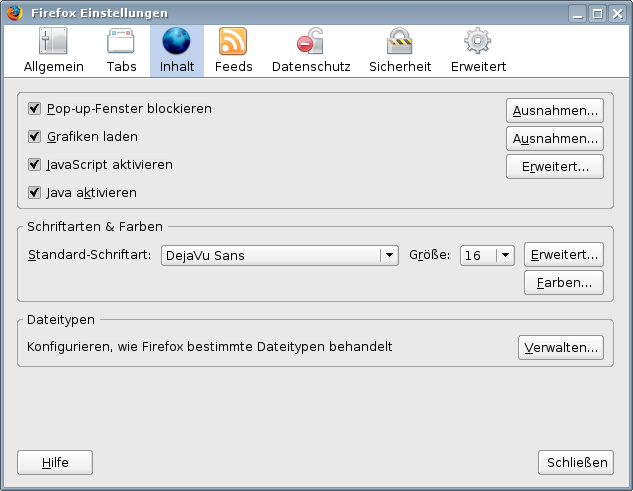 Firefox Einstellungen
Allgemein Tabs Inhalt Feeds Datenschutz Sicherheit Erweitert
Pop-up-Fenster blockieren Ausnahmen...
Grafiken laden Ausnahmen...
JavaScript aktivieren Erweitert...
Java aktivieren
Schriftarten & Farben
Standard-Schriftart: DejaVu Sans Größe: 16 Erweitert...
Farben...
Dateitypen
Konfigurieren, wie Firefox bestimmte Dateitypen behandelt Verwalten...
Hilfe Schließen